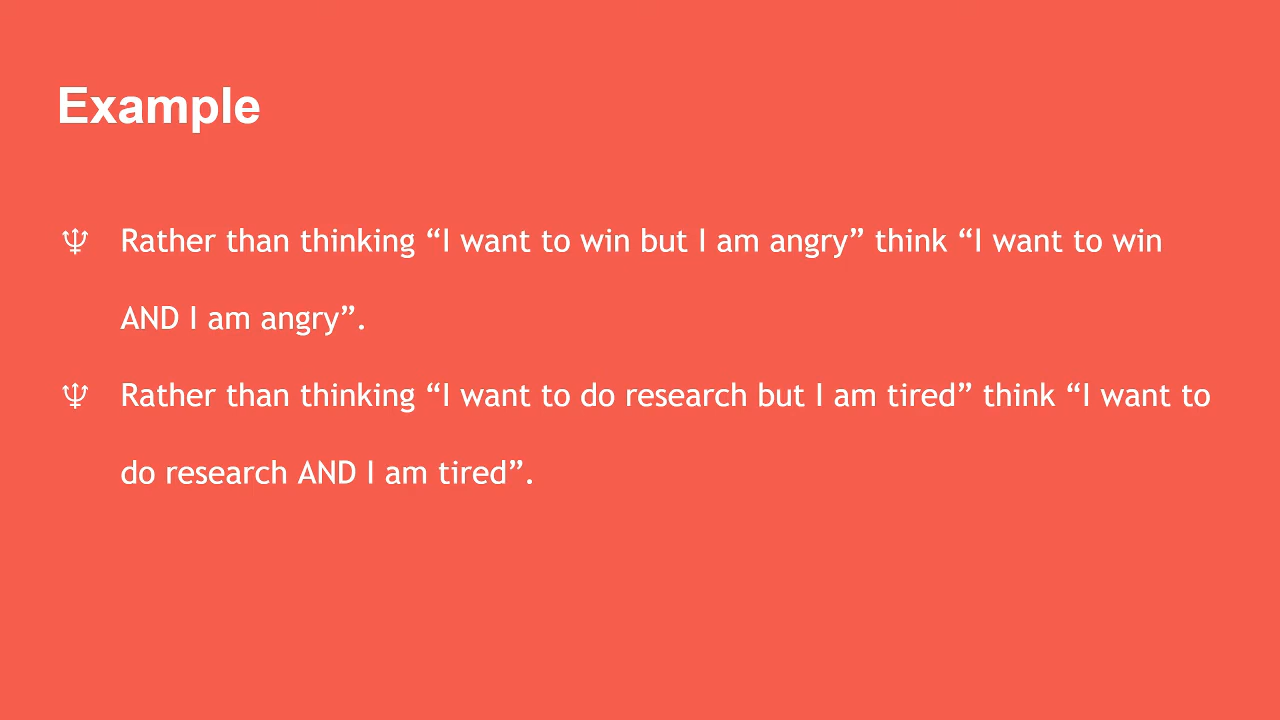 Example
♆ Rather than thinking “I want to win but I am angry” think “I want to win
AND I am angry”.
♆ Rather than thinking “I want to do research but I am tired” think “I want to
do research AND I am tired”.